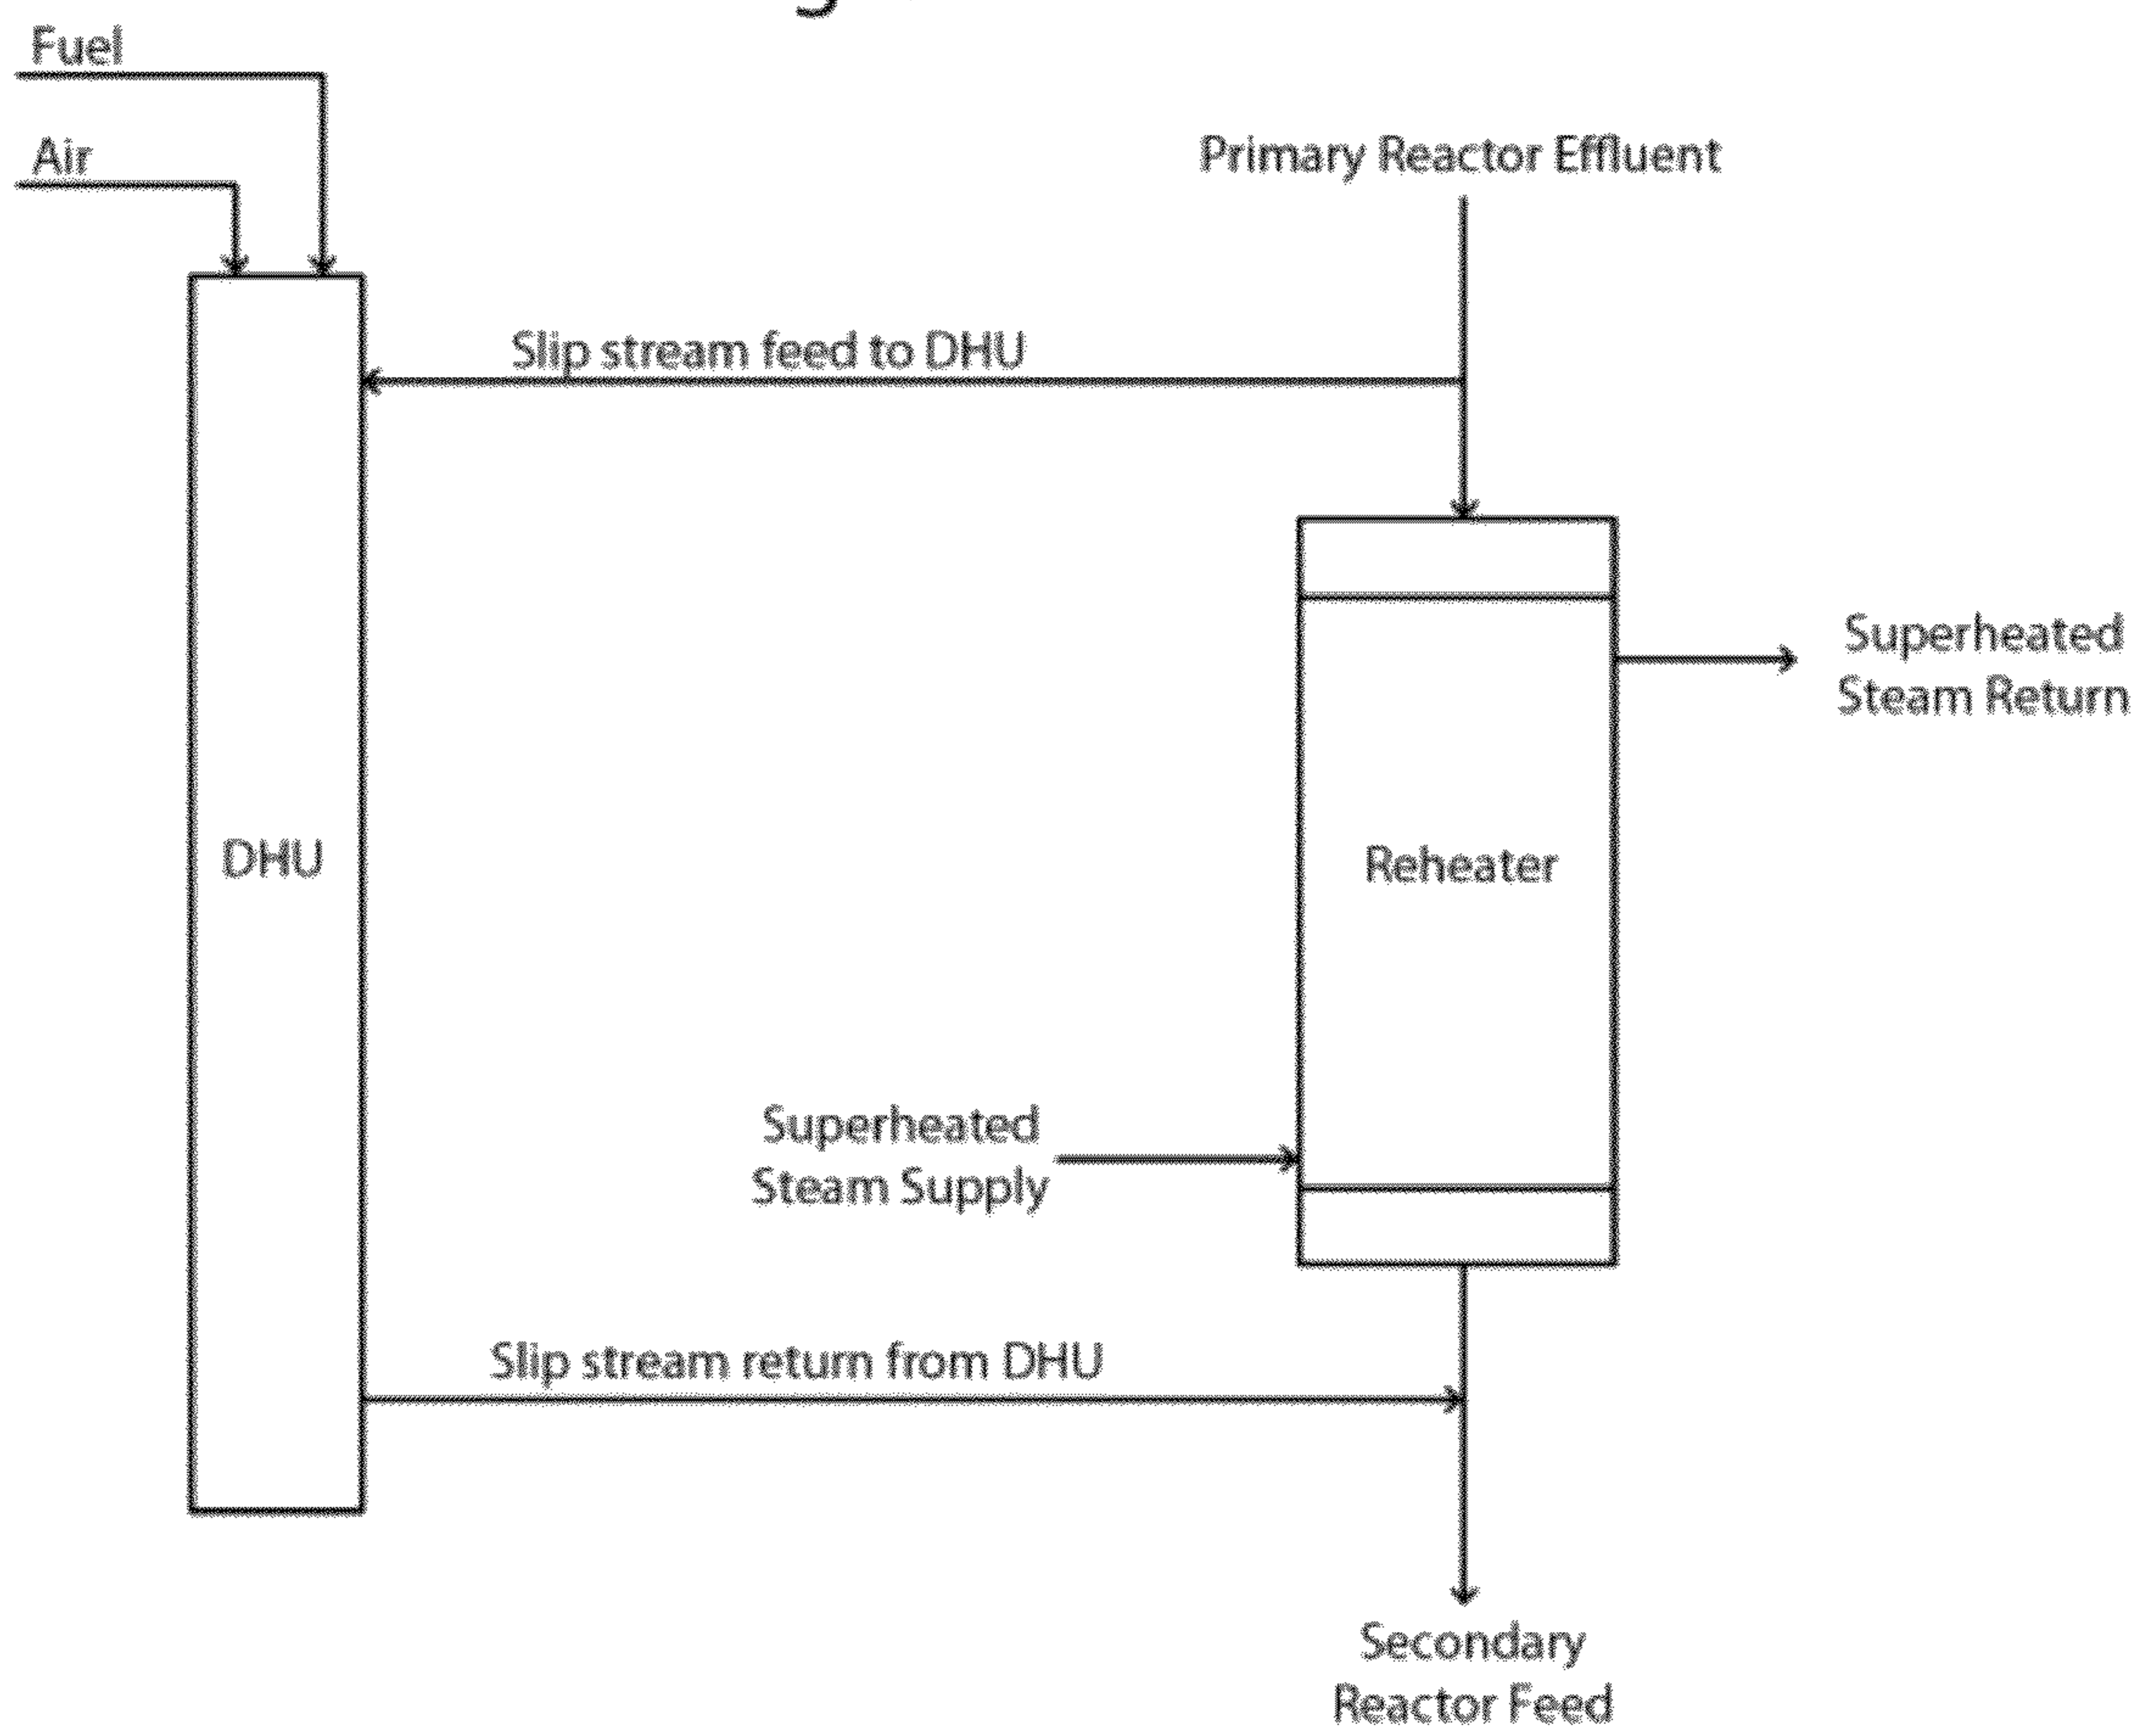 Fuel
Air
Primary Reactor Effluent
Slip stream feed to DHU
Superheated
Steam Return
DHU
Reheater
Superheated
Steam Supply
Slip stream return from DHU
Secondary
Reactor Feed